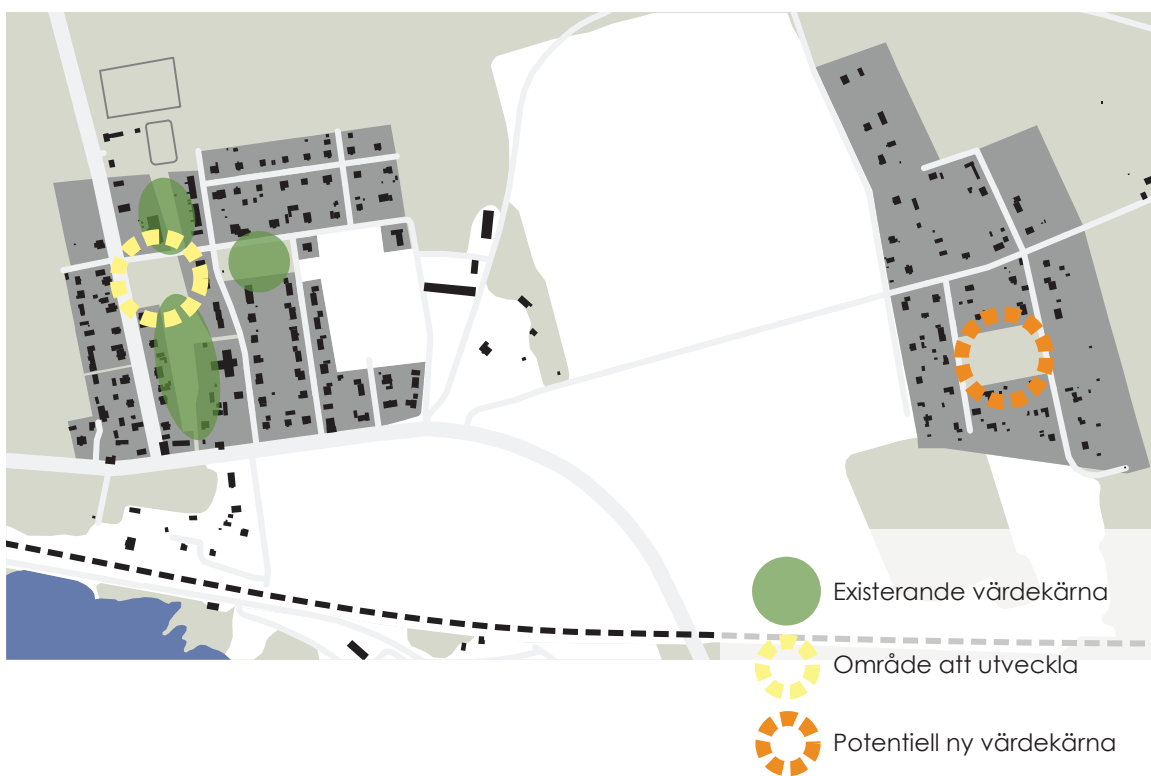 Existerande värdekärna
Område att utveckla
Potentiell ny värdekärna